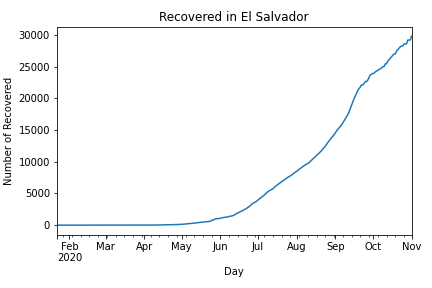 Recovered in El Salvador
30000
25000
20000
15000
10000
5000
0
Number of Recovered
Feb Mar Apr May Jun Jul Aug Sep Oct Nov
2020
Day